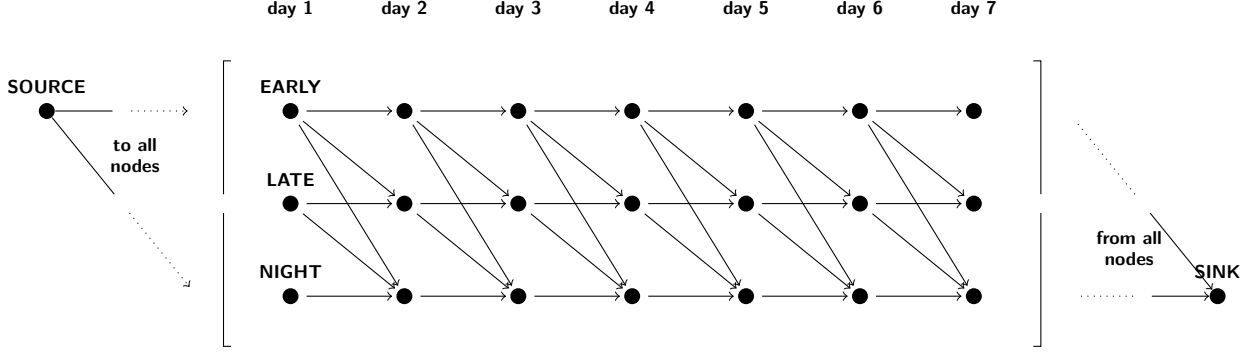 day 1 day 2 day 3 day 4 day 5 day 6 day 7
SOURCE
EARLY
to all
nodes
LATE
from all
nodes
NIGHT
SINK